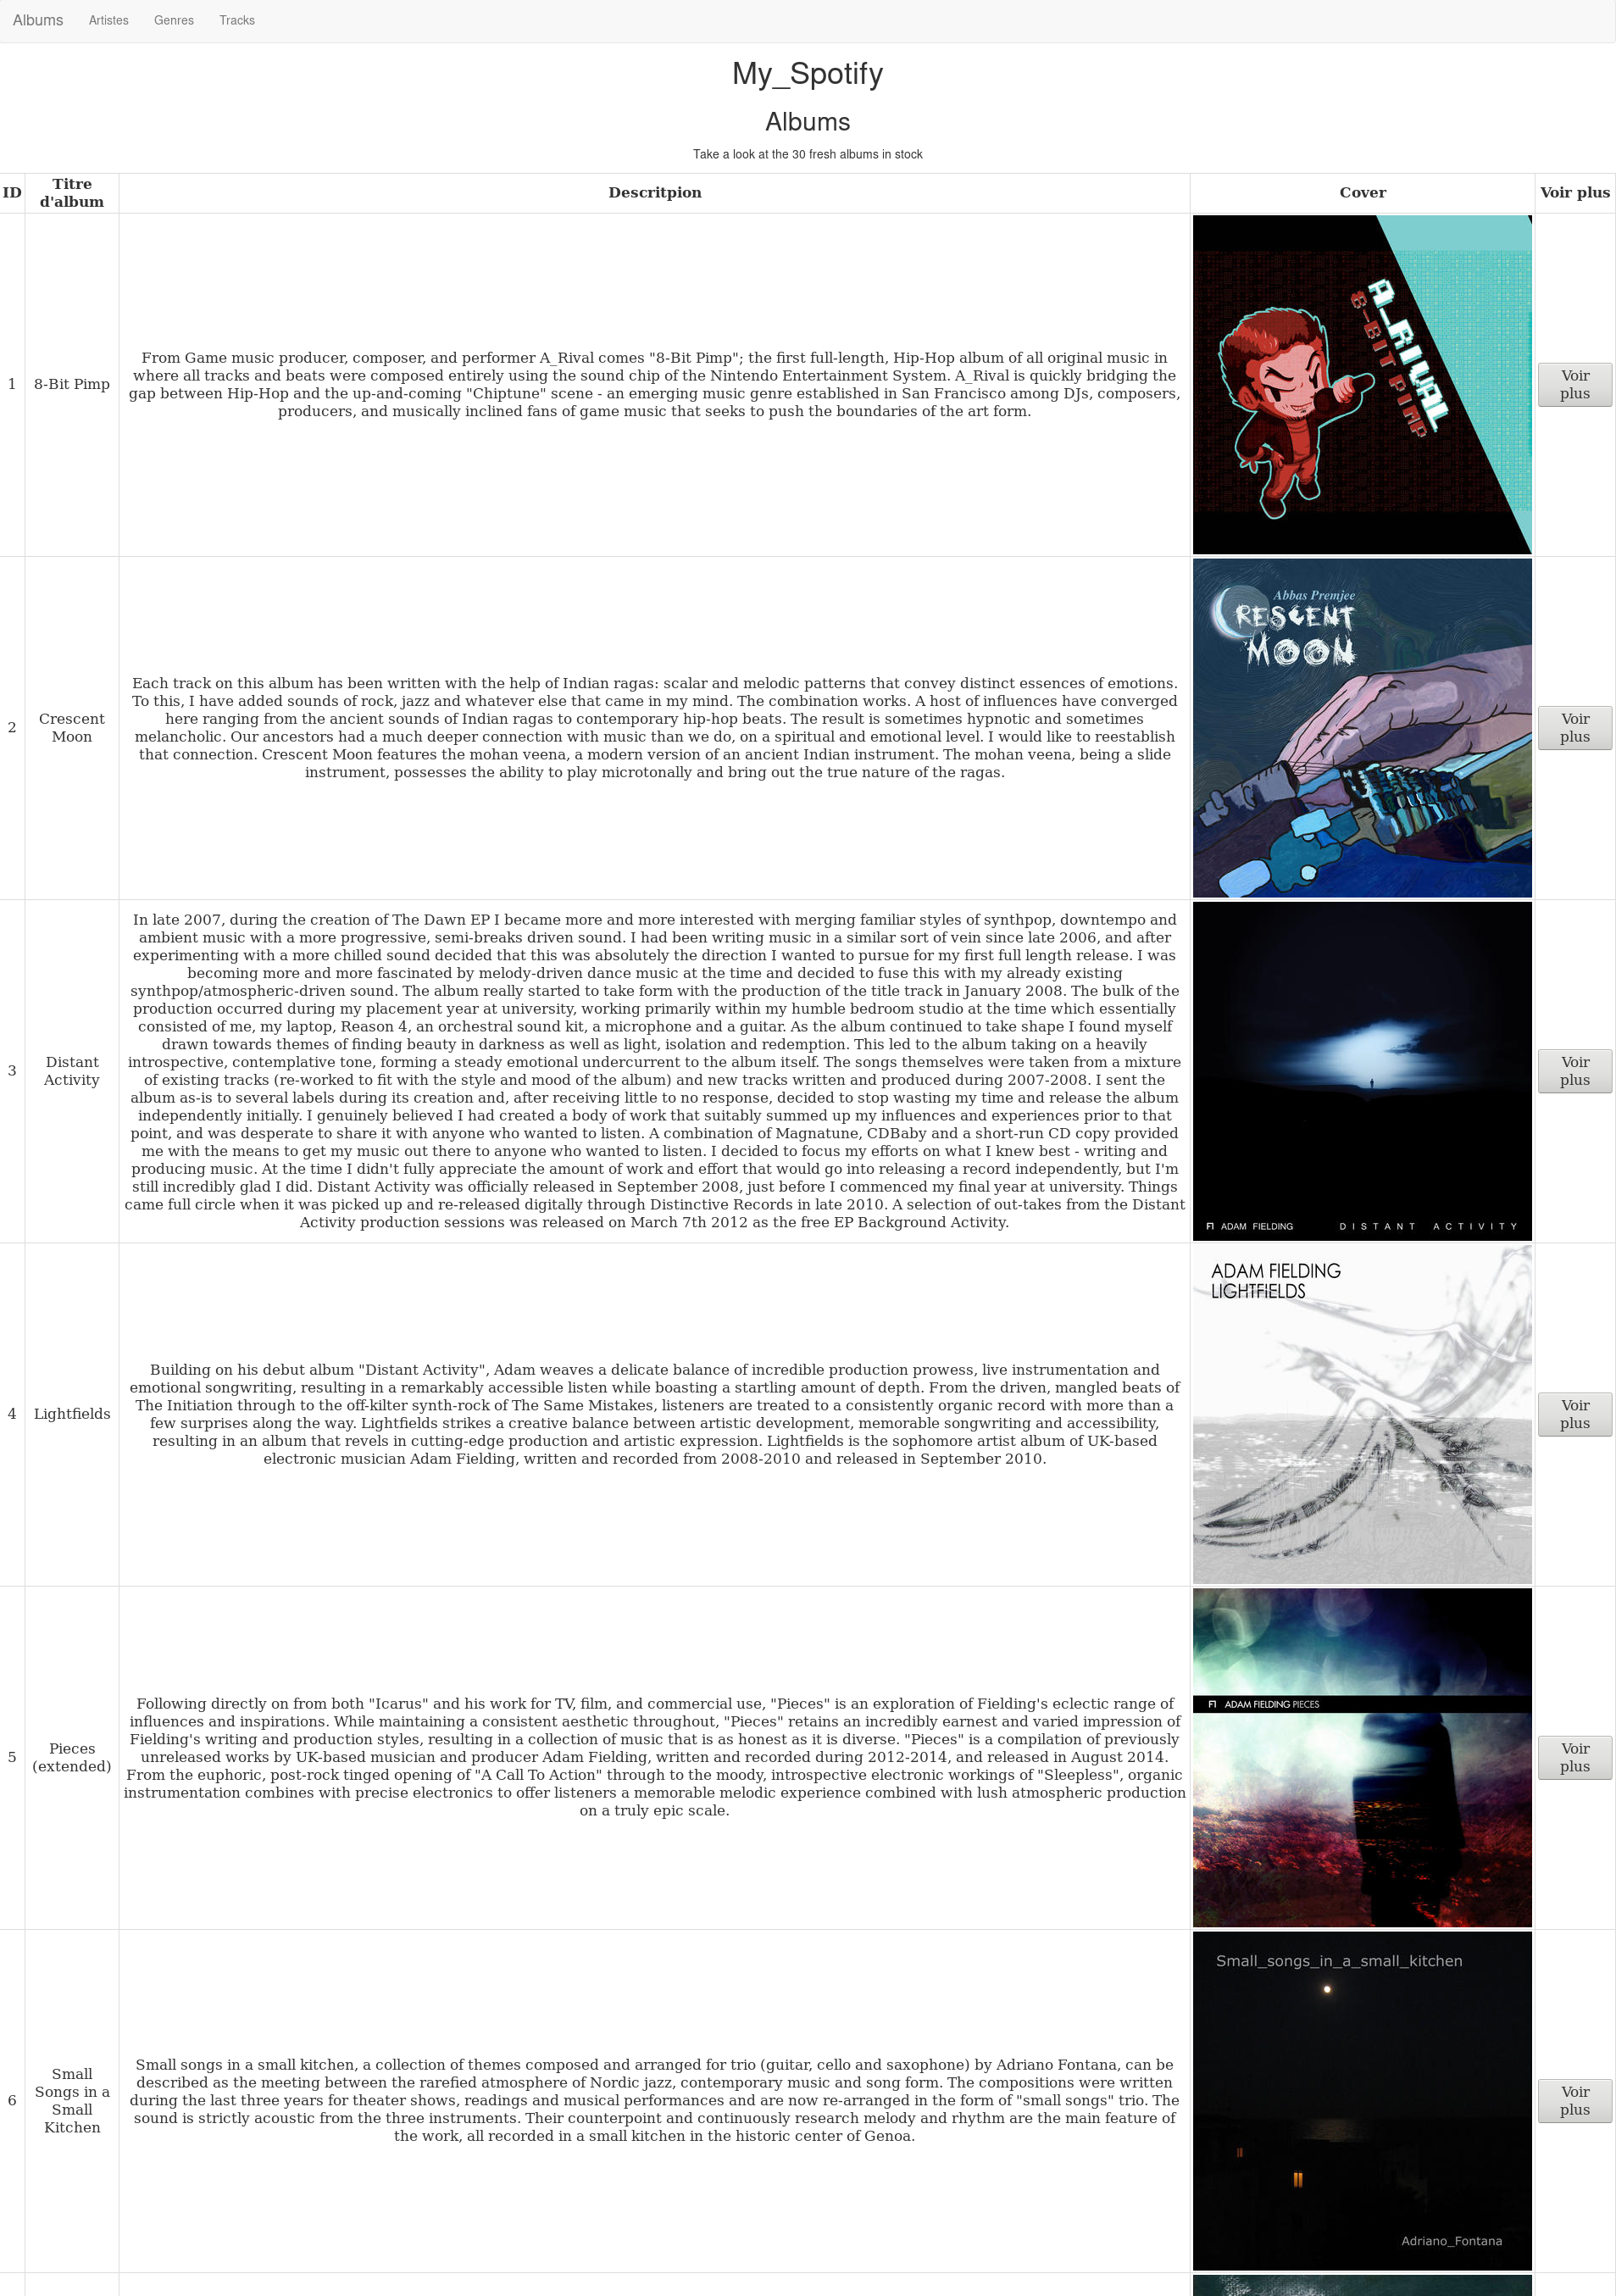 Albums Artistes Genres Tracks
My_Spotify
Albums
Take a look at the 30 fresh albums in stock
ID Titre d'album Descritpion Cover Voir plus
1 8-Bit Pimp
From Game music producer, composer, and performer A_Rival comes "8-Bit Pimp"; the first full-length, Hip-Hop album of all original music in
where all tracks and beats were composed entirely using the sound chip of the Nintendo Entertainment System. A_Rival is quickly bridging the
gap between Hip-Hop and the up-and-coming "Chiptune" scene - an emerging music genre established in San Francisco among DJs, composers,
producers, and musically inclined fans of game music that seeks to push the boundaries of the art form.
A_RIVAL
8-BIT PIMP
Voir
plus
2
Crescent
Moon
Each track on this album has been written with the help of Indian ragas: scalar and melodic patterns that convey distinct essences of emotions.
To this, I have added sounds of rock, jazz and whatever else that came in my mind. The combination works. A host of influences have converged
here ranging from the ancient sounds of Indian ragas to contemporary hip-hop beats. The result is sometimes hypnotic and sometimes
melancholic. Our ancestors had a much deeper connection with music than we do, on a spiritual and emotional level. I would like to reestablish
that connection. Crescent Moon features the mohan veena, a modern version of an ancient Indian instrument. The mohan veena, being a slide
instrument, possesses the ability to play microtonally and bring out the true nature of the ragas.
Abbas Premjee
CRESCENT
MOON
Voir
plus
3
Distant
Activity
In late 2007, during the creation of The Dawn EP I became more and more interested with merging familiar styles of synthpop, downtempo and
ambient music with a more progressive, semi-breaks driven sound. I had been writing music in a similar sort of vein since late 2006, and after
experimenting with a more chilled sound decided that this was absolutely the direction I wanted to pursue for my first full length release. I was
becoming more and more fascinated by melody-driven dance music at the time and decided to fuse this with my already existing
synthpop/atmospheric-driven sound. The album really started to take form with the production of the title track in January 2008. The bulk of the
production occurred during my placement year at university, working primarily within my humble bedroom studio at the time which essentially
consisted of me, my laptop, Reason 4, an orchestral sound kit, a microphone and a guitar. As the album continued to take shape I found myself
drawn towards themes of finding beauty in darkness as well as light, isolation and redemption. This led to the album taking on a heavily
introspective, contemplative tone, forming a steady emotional undercurrent to the album itself. The songs themselves were taken from a mixture
of existing tracks (re-worked to fit with the style and mood of the album) and new tracks written and produced during 2007-2008. I sent the
album as-is to several labels during its creation and, after receiving little to no response, decided to stop wasting my time and release the album
independently initially. I genuinely believed I had created a body of work that suitably summed up my influences and experiences prior to that
point, and was desperate to share it with anyone who wanted to listen. A combination of Magnatune, CDBaby and a short-run CD copy provided
me with the means to get my music out there to anyone who wanted to listen. I decided to focus my efforts on what I knew best - writing and
producing music. At the time I didn't fully appreciate the amount of work and effort that would go into releasing a record independently, but I'm
still incredibly glad I did. Distant Activity was officially released in September 2008, just before I commenced my final year at university. Things
came full circle when it was picked up and re-released digitally through Distinctive Records in late 2010. A selection of out-takes from the Distant
Activity production sessions was released on March 7th 2012 as the free EP Background Activity.
ADAM FIELDING DISTANT ACTIVITY
Voir
plus
4 Lightfields
Building on his debut album "Distant Activity", Adam weaves a delicate balance of incredible production prowess, live instrumentation and
emotional songwriting, resulting in a remarkably accessible listen while boasting a startling amount of depth. From the driven, mangled beats of
The Initiation through to the off-kilter synth-rock of The Same Mistakes, listeners are treated to a consistently organic record with more than a
few surprises along the way. Lightfields strikes a creative balance between artistic development, memorable songwriting and accessibility,
resulting in an album that revels in cutting-edge production and artistic expression. Lightfields is the sophomore artist album of UK-based
electronic musician Adam Fielding, written and recorded from 2008-2010 and released in September 2010.
ADAM FIELDING
LIGHTFIELDS
Voir
plus
5
Pieces
(extended)
Following directly on from both "Icarus" and his work for TV, film, and commercial use, "Pieces" is an exploration of Fielding's eclectic range of
influences and inspirations. While maintaining a consistent aesthetic throughout, "Pieces" retains an incredibly earnest and varied impression of
Fielding's writing and production styles, resulting in a collection of music that is as honest as it is diverse. "Pieces" is a compilation of previously
unreleased works by UK-based musician and producer Adam Fielding, written and recorded during 2012-2014, and released in August 2014.
From the euphoric, post-rock tinged opening of "A Call To Action" through to the moody, introspective electronic workings of "Sleepless", organic
instrumentation combines with precise electronics to offer listeners a memorable melodic experience combined with lush atmospheric production
on a truly epic scale.
ADAM FIELDING PIECES
Voir
plus
6
Small
Songs in a
Small
Kitchen
Small songs in a small kitchen, a collection of themes composed and arranged for trio (guitar, cello and saxophone) by Adriano Fontana, can be
described as the meeting between the rarefied atmosphere of Nordic jazz, contemporary music and song form. The compositions were written
during the last three years for theater shows, readings and musical performances and are now re-arranged in the form of "small songs" trio. The
sound is strictly acoustic from the three instruments. Their counterpoint and continuously research melody and rhythm are the main feature of
the work, all recorded in a small kitchen in the historic center of Genoa.
Small_songs_in_a_small_kitchen
Adriano_Fontana
Voir
plus